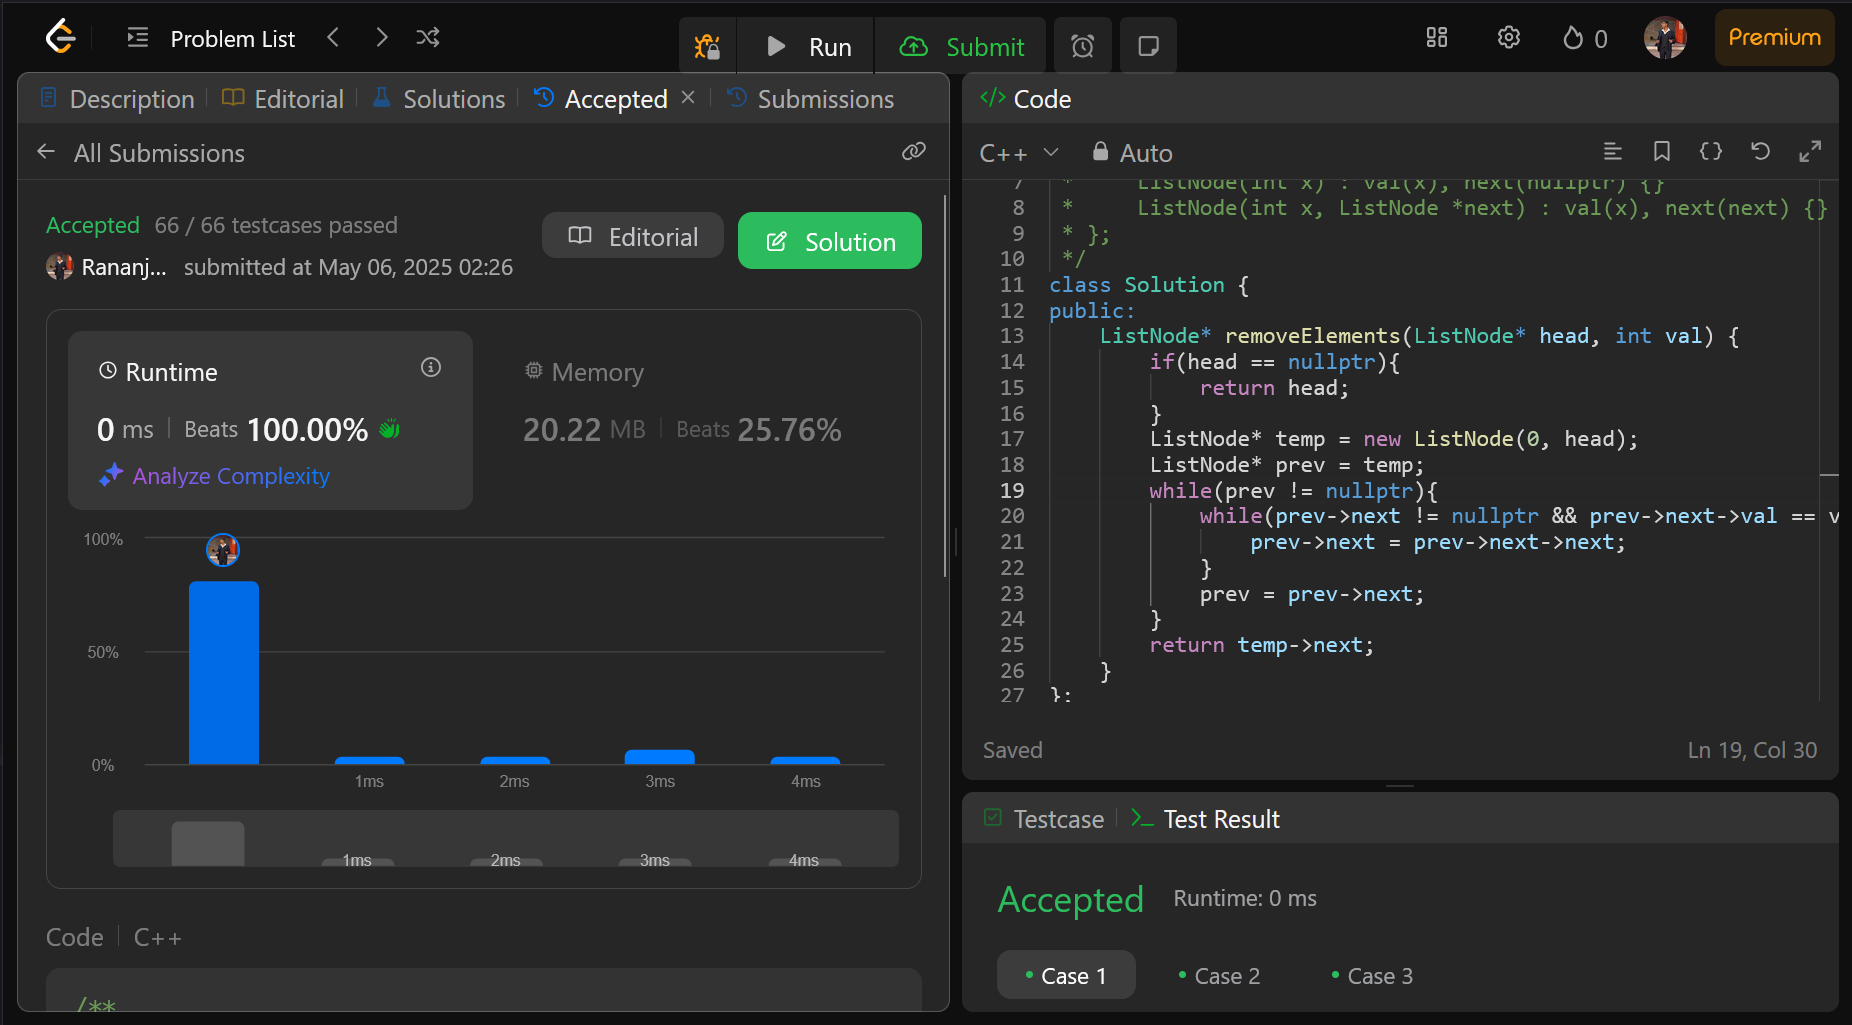 Problem List
Run
Submit
0
Premium
Description
Editorial
Solutions
Accepted
Submissions
All Submissions
Accepted 66 / 66 testcases passed
Rananj... submitted at May 06, 2025 02:26
Editorial
Solution
Runtime
0 ms Beats 100.00%
Analyze Complexity
Memory
20.22 MB Beats 25.76%
100%
50%
0%
1ms 2ms 3ms 4ms
1ms 2ms 3ms 4ms
Code C++
/**
</> Code
C++ Auto
7 * ListNode(int x) : val(x), next(nullptr) {}
8 * ListNode(int x, ListNode *next) : val(x), next(next) {}
9 * };
10 */
11 class Solution {
12 public:
13 ListNode* removeElements(ListNode* head, int val) {
14 if(head == nullptr){
15 return head;
16 }
17 ListNode* temp = new ListNode(0, head);
18 ListNode* prev = temp;
19 while(prev != nullptr){
20 while(prev->next != nullptr && prev->next->val == v
21 prev->next = prev->next->next;
22 }
23 prev = prev->next;
24 }
25 return temp->next;
26 }
27 };
Saved
Ln 19, Col 30
Testcase
Test Result
Accepted Runtime: 0 ms
Case 1
Case 2
Case 3